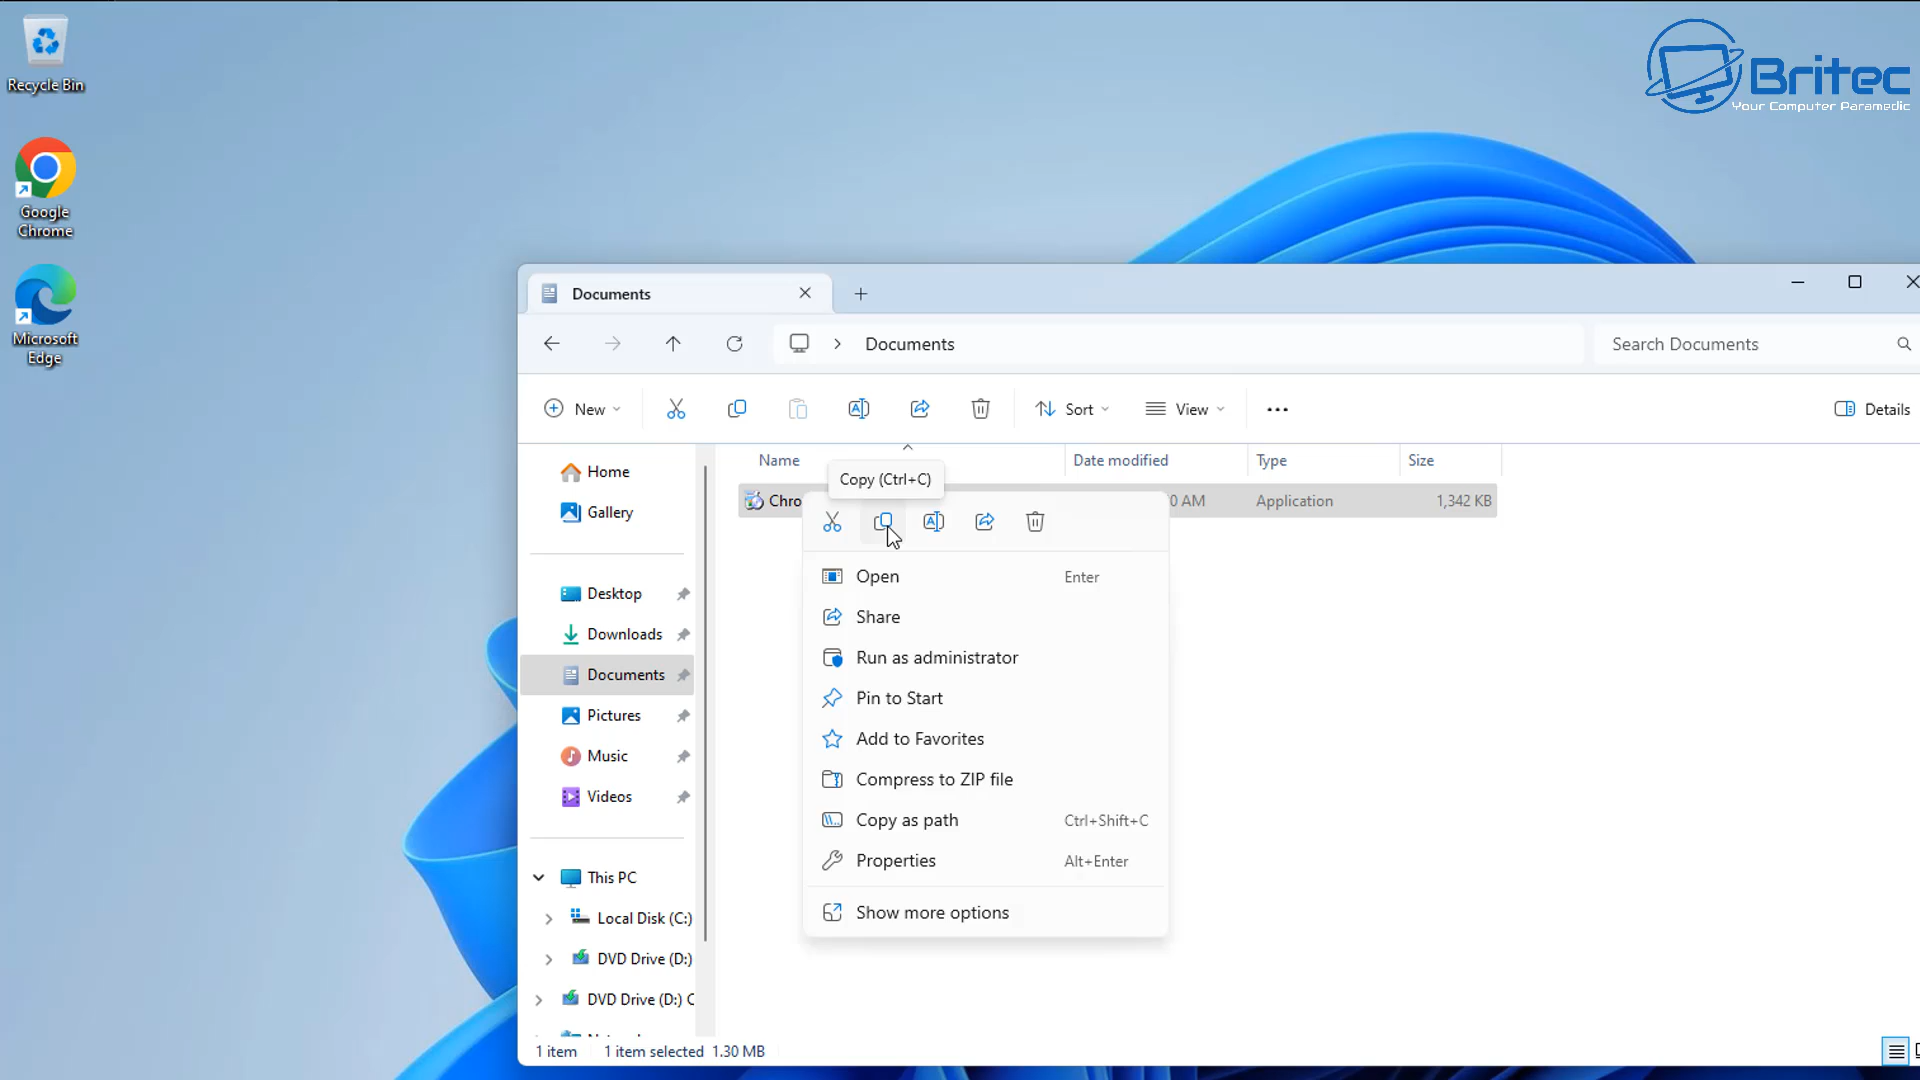 Recycle Bin
Google
Chrome
Microsoft
Edge
Britec
Your Computer Paramedic
Documents
Documents
Search Documents
New
Sort
View
Details
Name
Date modified
Type
Size
Copy (Ctrl+C)
Chro
0 AM
Application
1,342 KB
Home
Gallery
Desktop
Downloads
Documents
Pictures
Music
Videos
This PC
Local Disk (C:)
DVD Drive (D:)
DVD Drive (D:) C
Open
Enter
Share
Run as administrator
Pin to Start
Add to Favorites
Compress to ZIP file
Copy as path
Ctrl+Shift+C
Properties
Alt+Enter
Show more options
1 item
1 item selected 1.30 MB